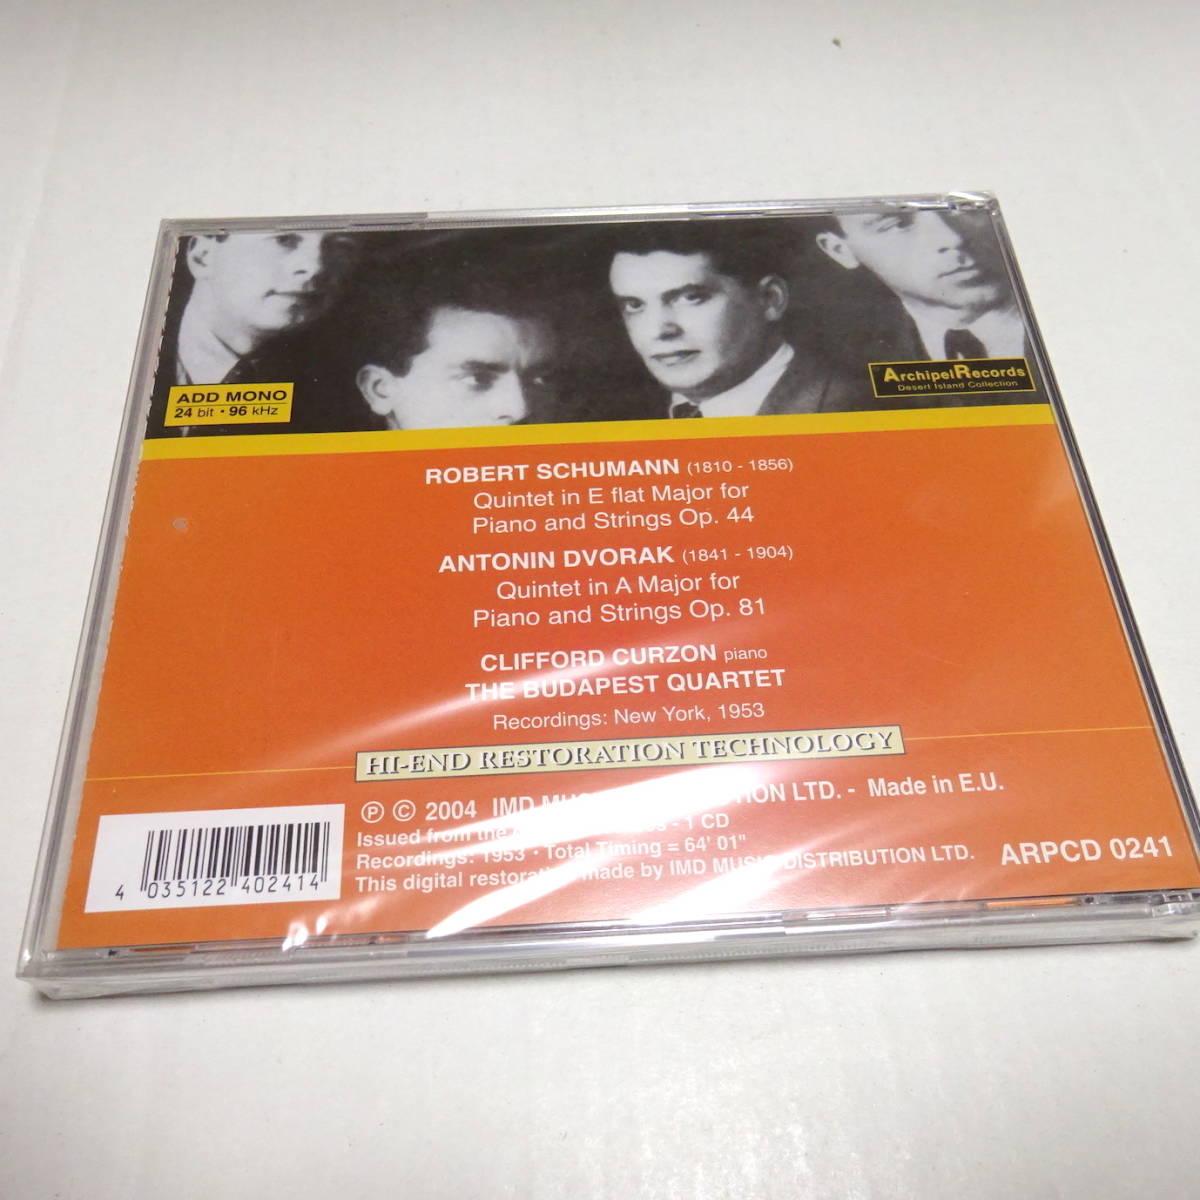 ADD MONO
24 bit • 96 kHz
ArchipelRecords
Desert Island Collection
ROBERT SCHUMANN (1810 - 1856)
Quintet in E flat Major for
Piano and Strings Op. 44
ANTONIN DVORAK (1841 - 1904)
Quintet in A Major for
Piano and Strings Op. 81
CLIFFORD CURZON piano
THE BUDAPEST QUARTET
Recordings: New York, 1953
HI-END RESTORATION TECHNOLOGY
Ⓟ © 2004 IMD LTD. - Made in E.U.
Issued from the - 1 CD
Recordings: 1953 • Total Timing = 64' 01"
This digital restoration made by IMD MUSIC DISTRIBUTION LTD.
ARPCD 0241
4 035122 402414